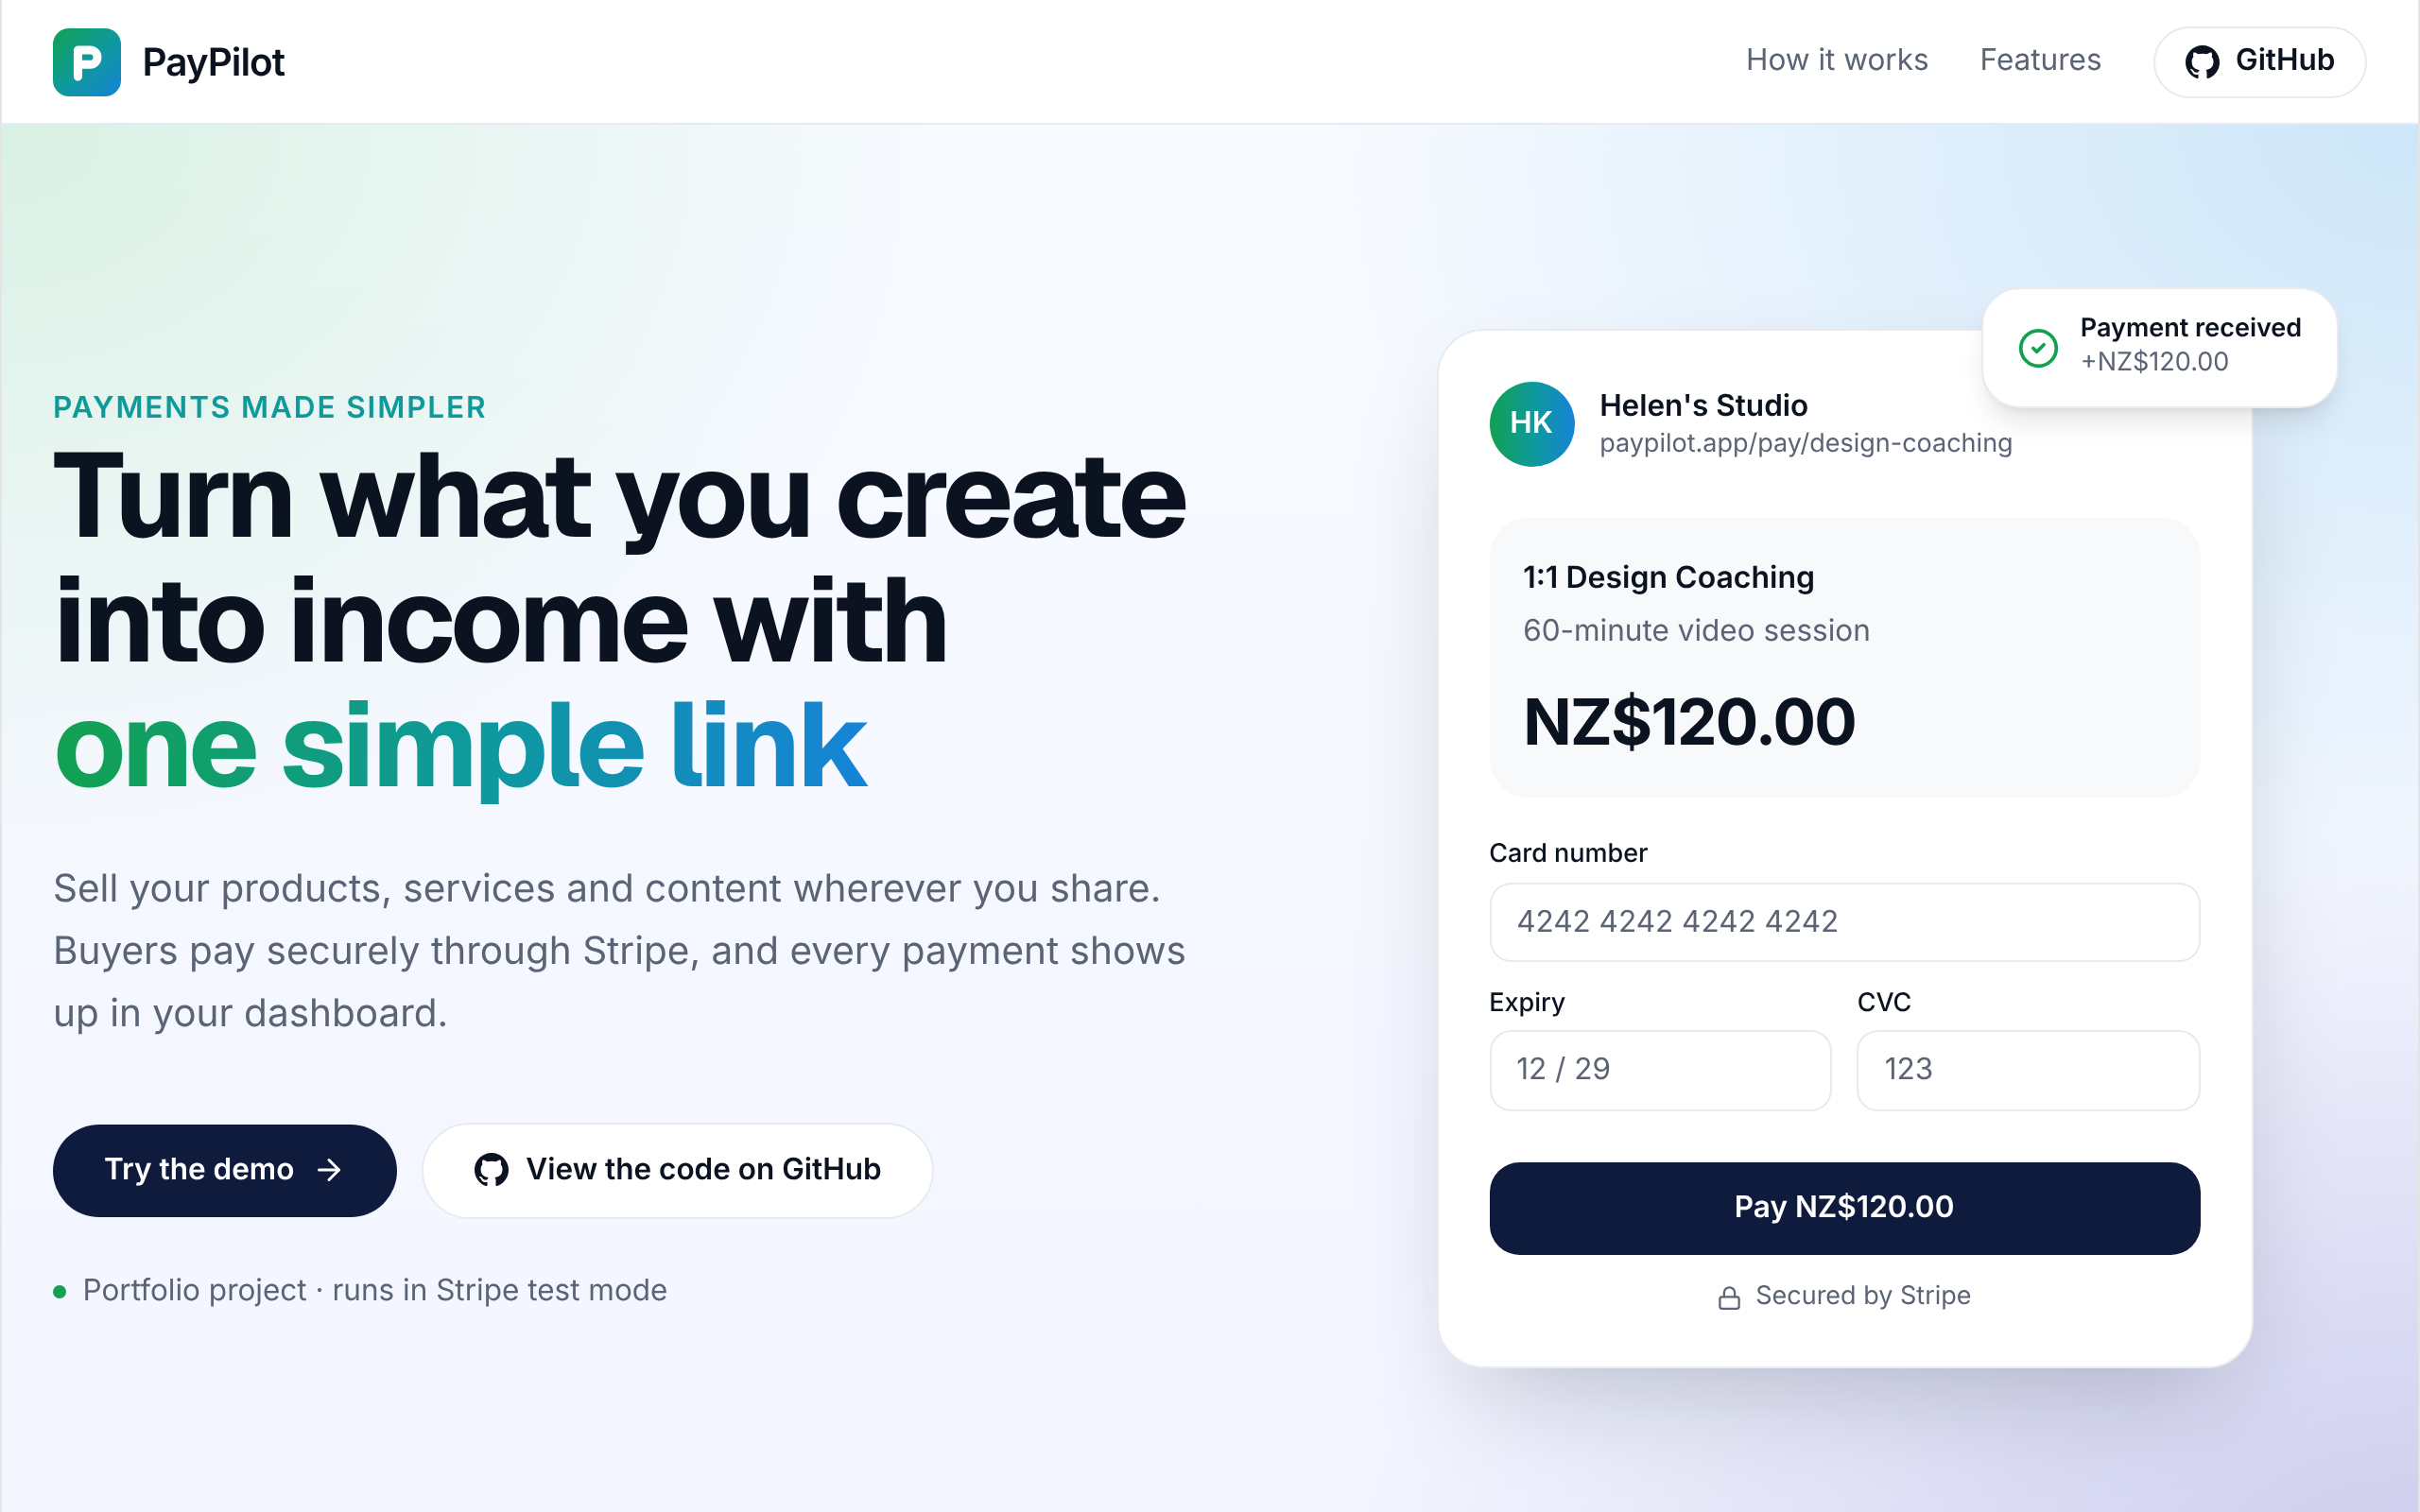 PayPilot
How it works
Features
GitHub
PAYMENTS MADE SIMPLER
Turn what you create
into income with
one simple link
Sell your products, services and content wherever you share.
Buyers pay securely through Stripe, and every payment shows
up in your dashboard.
Try the demo
View the code on GitHub
Portfolio project · runs in Stripe test mode
Payment received
+NZ$120.00
HK
Helen's Studio
paypilot.app/pay/design-coaching
1:1 Design Coaching
60-minute video session
NZ$120.00
Card number
4242 4242 4242 4242
Expiry
CVC
12 / 29
123
Pay NZ$120.00
Secured by Stripe